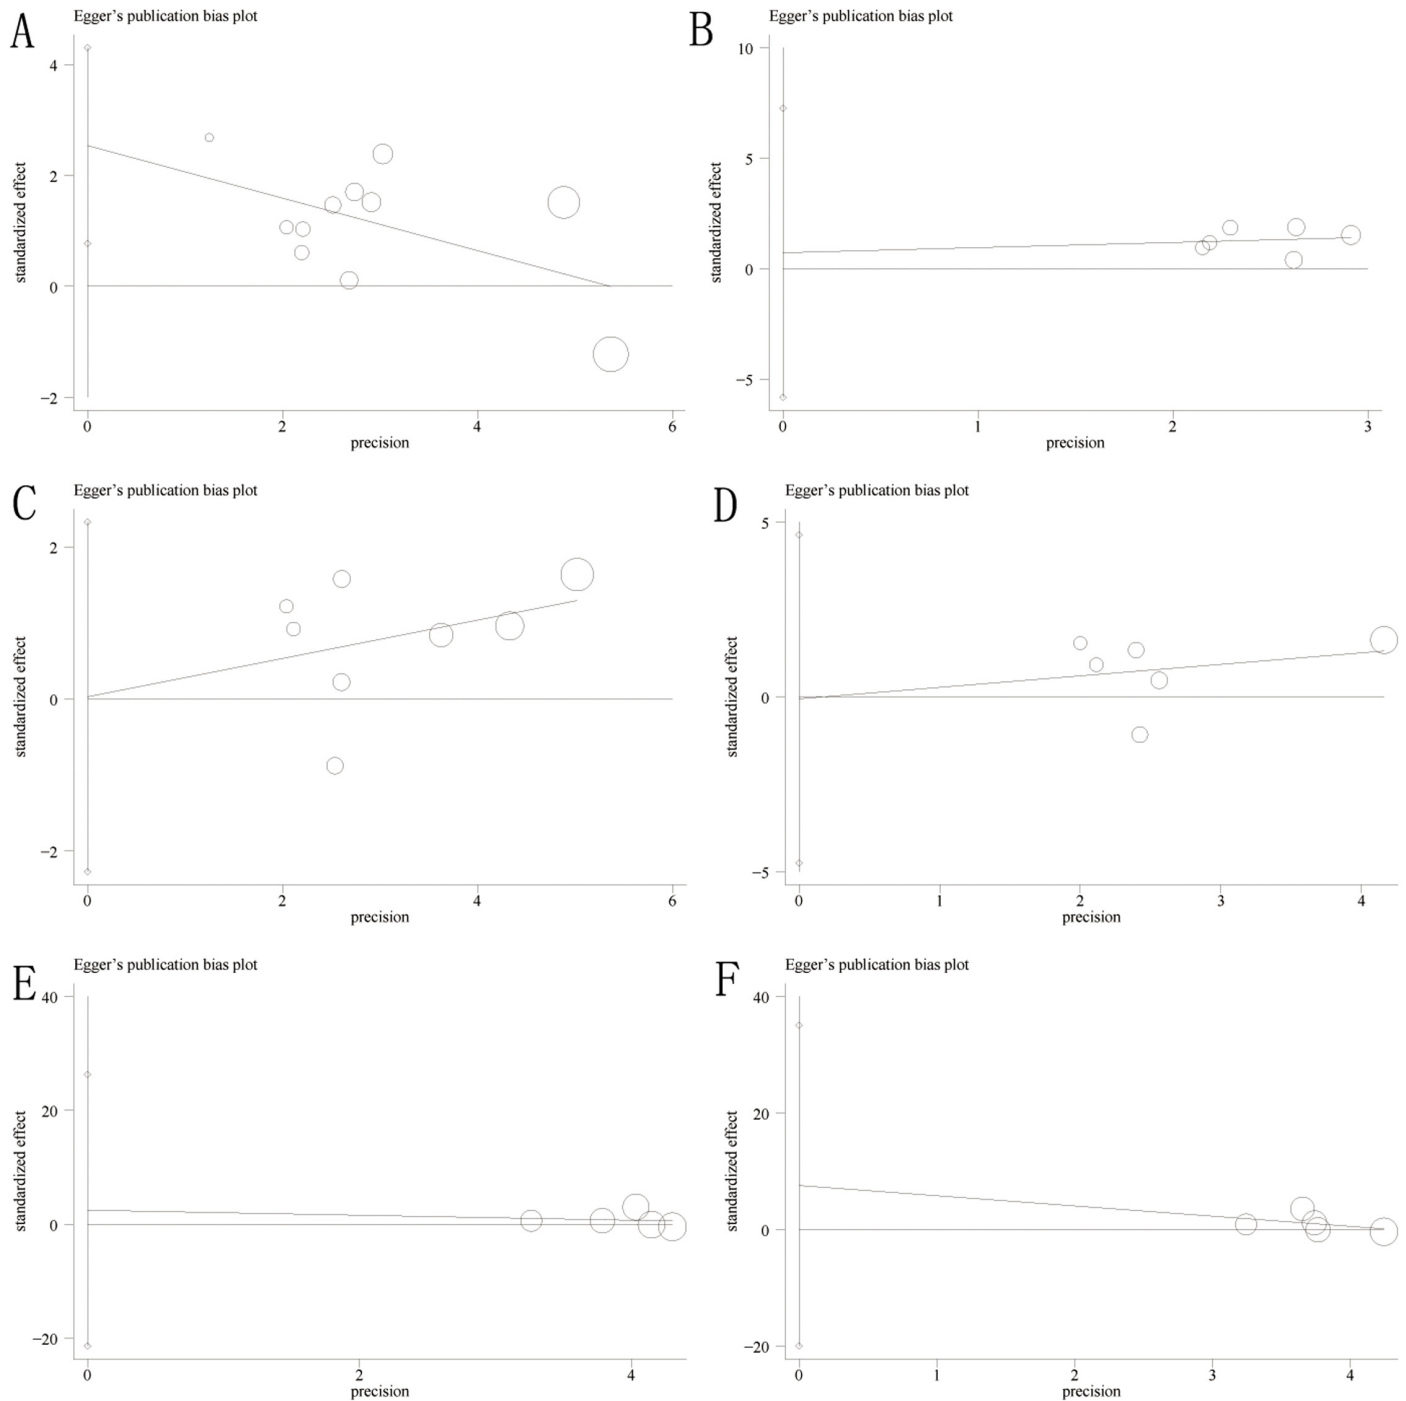 A
Egger's publication bias plot
4
2
0
−2
standardized effect
0
2
4
6
precision
B
Egger's publication bias plot
10
5
0
−5
standardized effect
0
1
2
3
precision
C
Egger's publication bias plot
2
0
−2
standardized effect
0
2
4
6
precision
D
Egger's publication bias plot
5
0
−5
standardized effect
0
1
2
3
4
precision
E
Egger's publication bias plot
40
20
0
−20
standardized effect
0
2
4
precision
F
Egger's publication bias plot
40
20
0
−20
standardized effect
0
1
2
3
4
precision